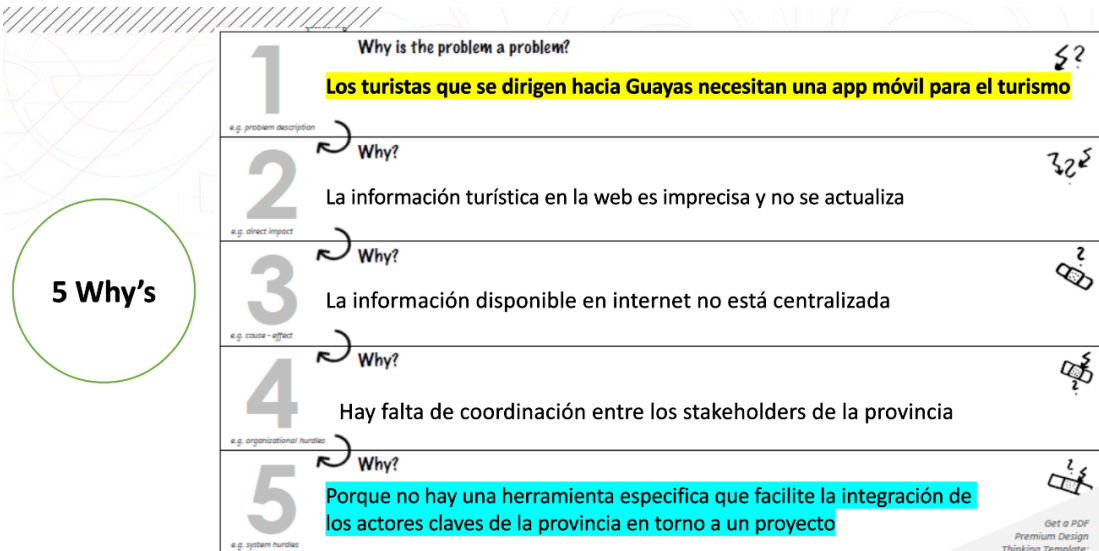 5 Why's
1
Why is the problem a problem?
Los turistas que se dirigen hacia Guayas necesitan una app móvil para el turismo
e.g. problem description
2
Why?
La información turística en la web es imprecisa y no se actualiza
e.g. direct impact
3
Why?
La información disponible en internet no está centralizada
e.g. cause - effect
4
Why?
Hay falta de coordinación entre los stakeholders de la provincia
e.g. organizational hurdles
5
Why?
Porque no hay una herramienta especifica que facilite la integración de
los actores claves de la provincia en torno a un proyecto
e.g. system hurdles
Get a PDF
Premium Design
Thinking Template: